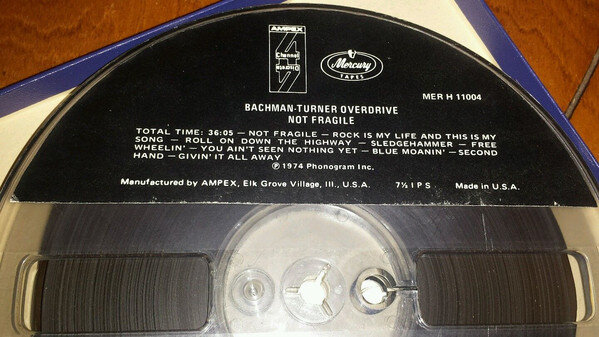 AMPEX
4
Channel
Stereo
Mercury
TAPES
MER H 11004
BACHMAN-TURNER OVERDRIVE
NOT FRAGILE
TOTAL TIME: 36:05 — NOT FRAGILE — ROCK IS MY LIFE AND THIS IS MY
SONG — ROLL ON DOWN THE HIGHWAY — SLEDGEHAMMER — FREE
WHEELIN' — YOU AIN'T SEEN NOTHING YET — BLUE MOANIN' — SECOND
HAND — GIVIN' IT ALL AWAY
℗ 1974 Phonogram Inc.
Manufactured by AMPEX, Elk Grove Village, Ill., U.S.A. 7½ I P S Made in U.S.A.